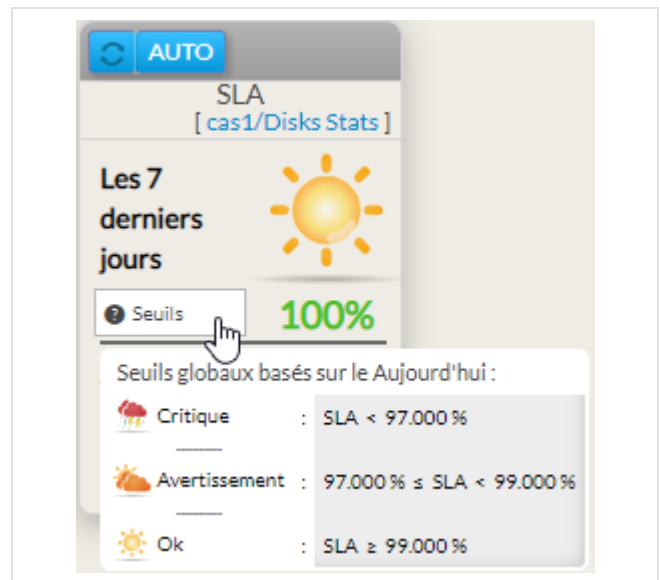 AUTO
SLA
[ cas1/Disks Stats ]
Les 7
derniers
jours
Seuils
100%
Seuils globaux basés sur le Aujourd'hui :
Critique : SLA < 97.000 %
Avertissement : 97.000 % ≤ SLA < 99.000 %
Ok : SLA ≥ 99.000 %